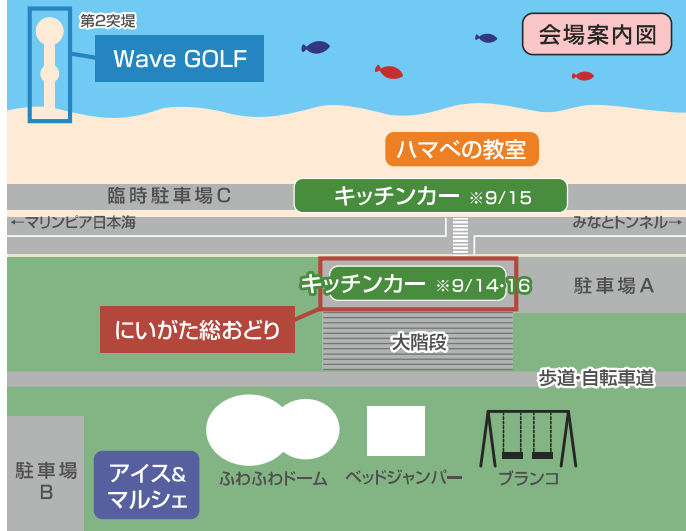 第2突堤
会場案内図
Wave GOLF
ハマベの教室
臨時駐車場C
キッチンカー ※9/15
←マリンピア日本海
みなとトンネル→
キッチンカー ※9/14・16
駐車場A
にいがた総おどり
大階段
歩道・自転車道
駐車場
B
アイス&
マルシェ
ふわふわドーム
ベッドジャンパー
ブランコ